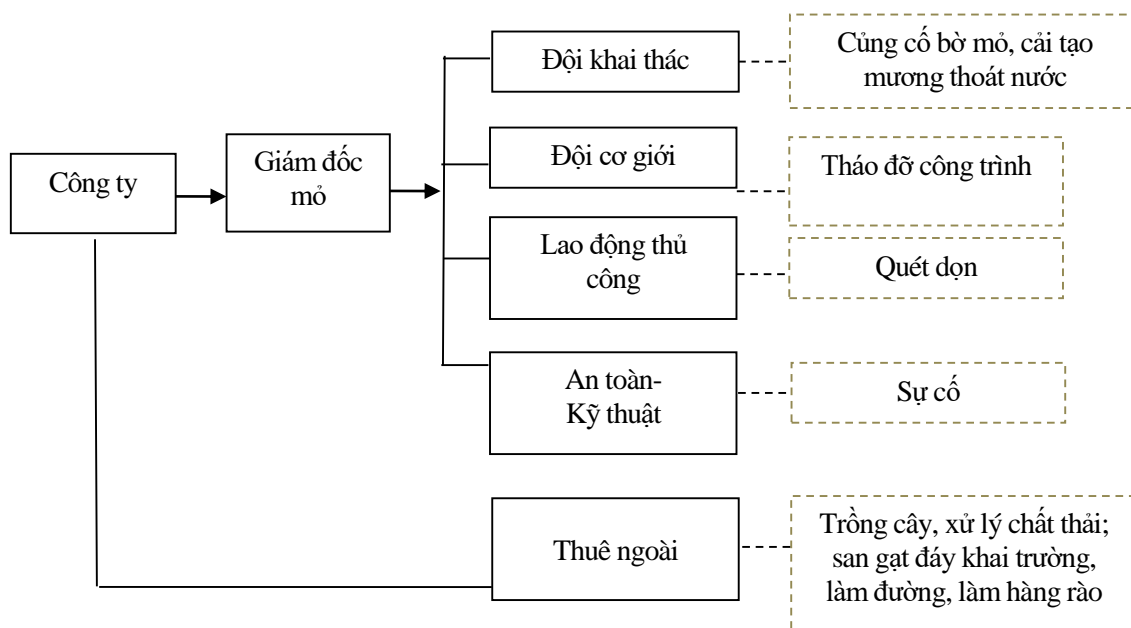 Công ty
Giám đốc
mỏ
Đội khai thác
Củng cố bờ mỏ, cải tạo
mương thoát nước
Đội cơ giới
Tháo đỡ công trình
Lao động thủ
công
Quét dọn
An toàn-
Kỹ thuật
Sự cố
Thuê ngoài
Trồng cây, xử lý chất thải;
san gạt đáy khai trường,
làm đường, làm hàng rào